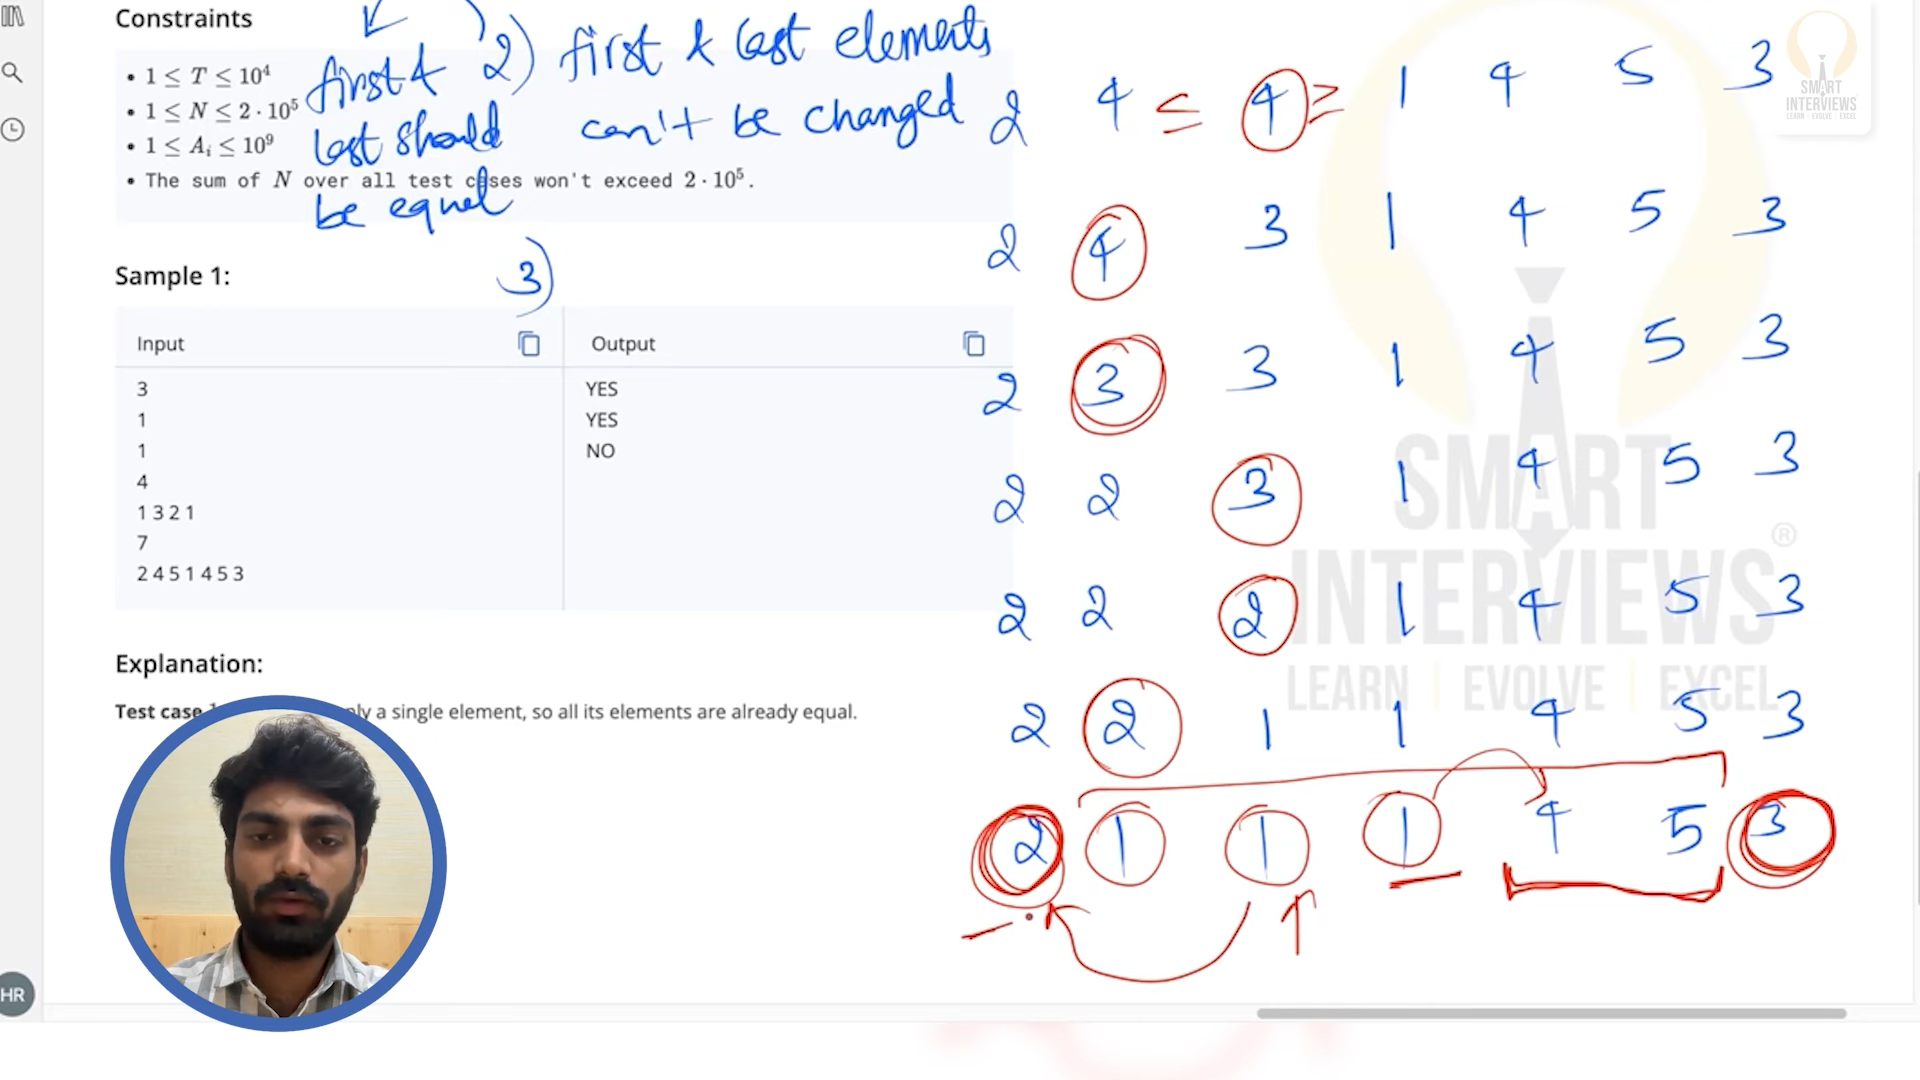 Constraints
• 1 ≤ T ≤ 10⁴
• 1 ≤ N ≤ 2 · 10⁵
• 1 ≤ Aᵢ ≤ 10⁹
• The sum of N over all test cases won't exceed 2 · 10⁵.
first &
last should
be equal
2) first & last elements
can't be changed
3)
Sample 1:
Input
Output
3
1
1
4
1 3 2 1
7
2 4 5 1 4 5 3
YES
YES
NO
Explanation:
Test case
only a single element, so all its elements are already equal.
2 4 ≤ 4 ≥ 1 4 5 3
2 4 3 1 4 5 3
2 3 3 1 4 5 3
2 2 3 1 4 5 3
2 2 2 1 4 5 3
2 2 1 1 4 5 3
2 1 1 1 4 5 3
SMART
INTERVIEWS
LEARN | EVOLVE | EXCEL
SMART
INTERVIEWS®
LEARN | EVOLVE | EXCEL
HR